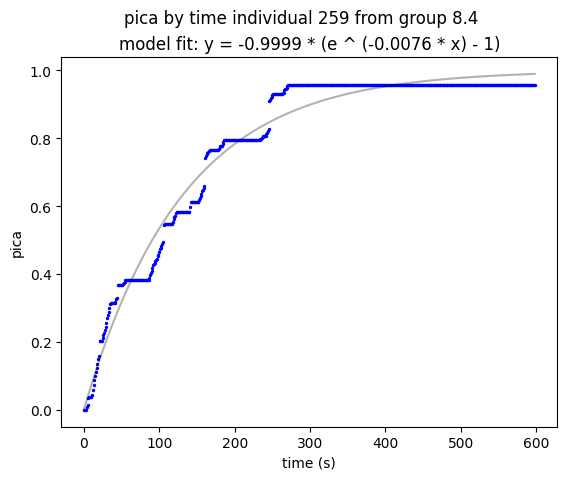 pica by time individual 259 from group 8.4
model fit: y = -0.9999 * (e ^ (-0.0076 * x) - 1)
1.0
0.8
0.6
0.4
0.2
0.0
pica
0 100 200 300 400 500 600
time (s)